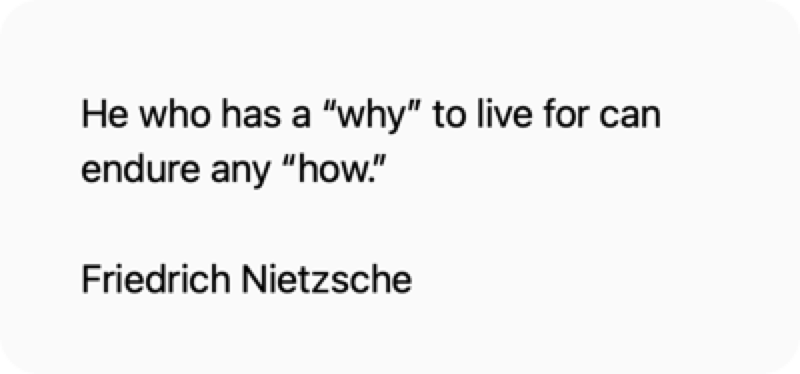 He who has a “why” to live for can
endure any “how.”
Friedrich Nietzsche